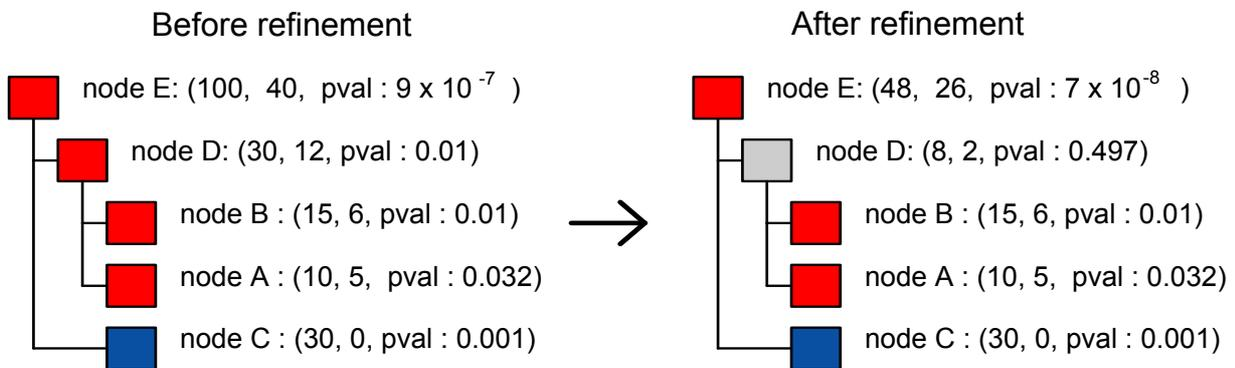 Before refinement
node E: (100, 40, pval : 9 x 10 -7 )
node D: (30, 12, pval : 0.01)
node B : (15, 6, pval : 0.01)
node A : (10, 5, pval : 0.032)
node C : (30, 0, pval : 0.001)
After refinement
node E: (48, 26, pval : 7 x 10-8 )
node D: (8, 2, pval : 0.497)
node B : (15, 6, pval : 0.01)
node A : (10, 5, pval : 0.032)
node C : (30, 0, pval : 0.001)